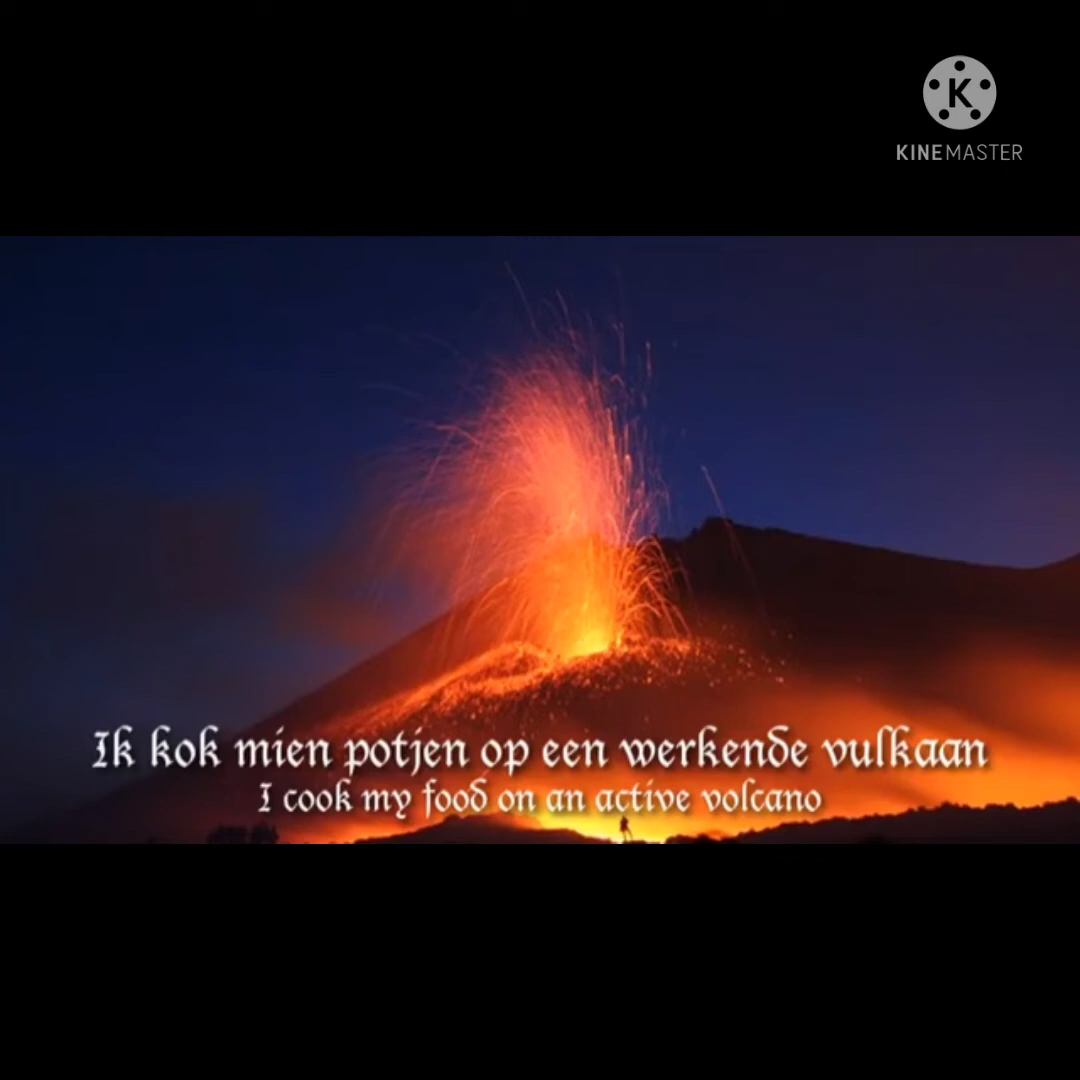 K
KINEMASTER
Ik kok mien potjen op een werkende vulkaan
I cook my food on an active volcano